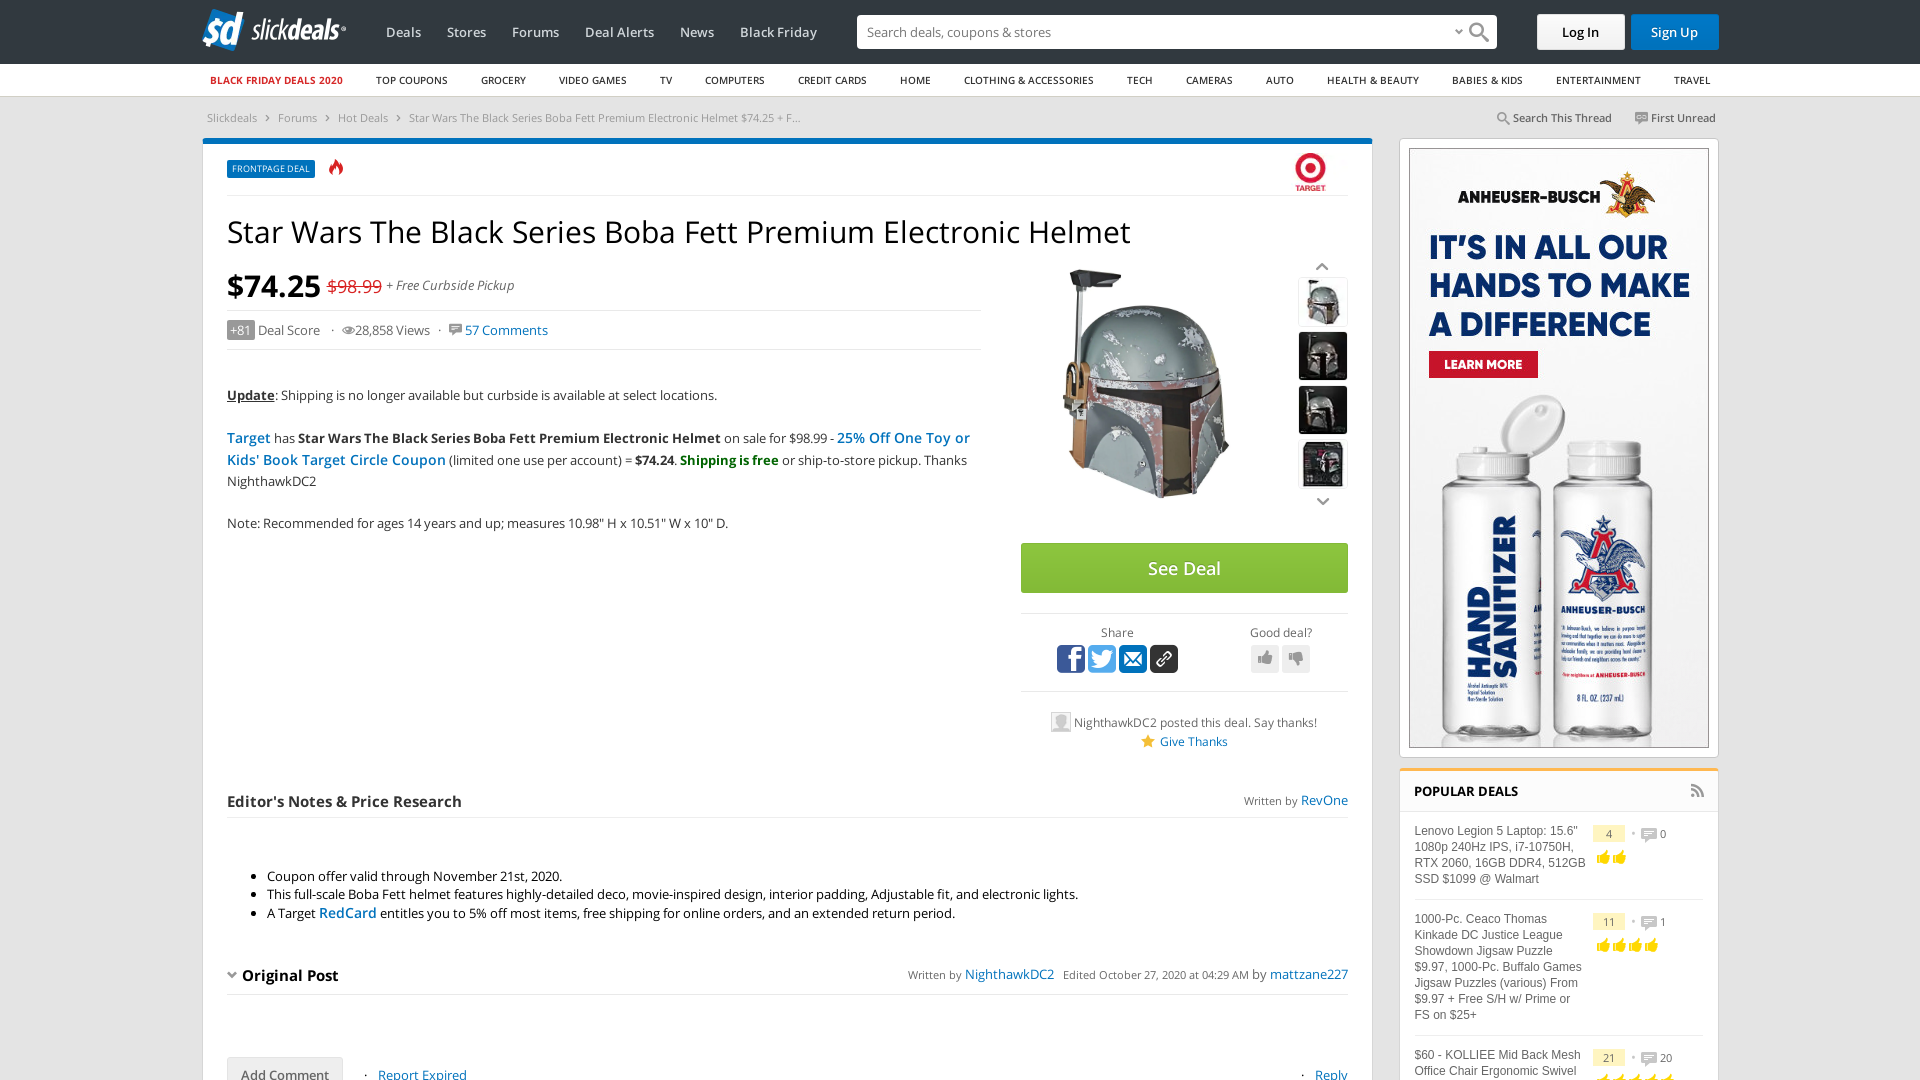 slickdeals
Deals
Stores
Forums
Deal Alerts
News
Black Friday
Search deals, coupons & shopping
Log In
Sign Up
BLACK FRIDAY DEALS 2020
TOP COUPONS
GROCERY
VIDEO GAMES
TV
COMPUTERS
CREDIT CARDS
HOME
CLOTHING & ACCESSORIES
TECH
CAMERAS
AUTO
HEALTH & BEAUTY
BABIES & KIDS
ENTERTAINMENT
TRAVEL
Slickdeals > Forums > Hot Deals > Star Wars The Black Series Boba Fett Premium Electronic Helmet $74.25 + F...
Search This Thread
First Unread
FRONTPAGE DEAL
TARGET
Star Wars The Black Series Boba Fett Premium Electronic Helmet
$74.25 $98.99 + Free Curbside Pickup
+81 Deal Score · 28,858 Views · 57 Comments
Update: Shipping is no longer available but curbside is available at select locations.
Target has Star Wars The Black Series Boba Fett Premium Electronic Helmet on sale for $98.99 - 25% Off One Toy or
Kids' Book Target Circle Coupon (limited one use per account) = $74.24. Shipping is free or ship-to-store pickup. Thanks
NighthawkDC2
Note: Recommended for ages 14 years and up; measures 10.98" H x 10.51" W x 10" D.
See Deal
Share
Good deal?
NighthawkDC2 posted this deal. Say thanks!
Give Thanks
Editor's Notes & Price Research
Written by RevOne
• Coupon offer valid through November 21st, 2020.
• This full-scale Boba Fett helmet features highly-detailed deco, movie-inspired design, interior padding, Adjustable fit, and electronic lights.
• A Target RedCard entitles you to 5% off most items, free shipping for online orders, and an extended return period.
Original Post
Written by NighthawkDC2 Edited October 27, 2020 at 04:29 AM by mattzane227
Add Comment
· Report Expired
· Reply
ANHEUSER-BUSCH
IT'S IN ALL OUR
HANDS TO MAKE
A DIFFERENCE
LEARN MORE
HAND
SANITIZER
Alcohol Antiseptic 80%
Topical Solution
Non-Sterile Solution
ANHEUSER-BUSCH
8 FL. OZ. (237 mL)
POPULAR DEALS
Lenovo Legion 5 Laptop: 15.6"
1080p 240Hz IPS, i7-10750H,
RTX 2060, 16GB DDR4, 512GB
SSD $1099 @ Walmart
4 • 0
1000-Pc. Ceaco Thomas
Kinkade DC Justice League
Showdown Jigsaw Puzzle
$9.97, 1000-Pc. Buffalo Games
Jigsaw Puzzles (various) From
$9.97 + Free S/H w/ Prime or
FS on $25+
11 • 1
$60 - KOLLIEE Mid Back Mesh
Office Chair Ergonomic Swivel
21 • 20